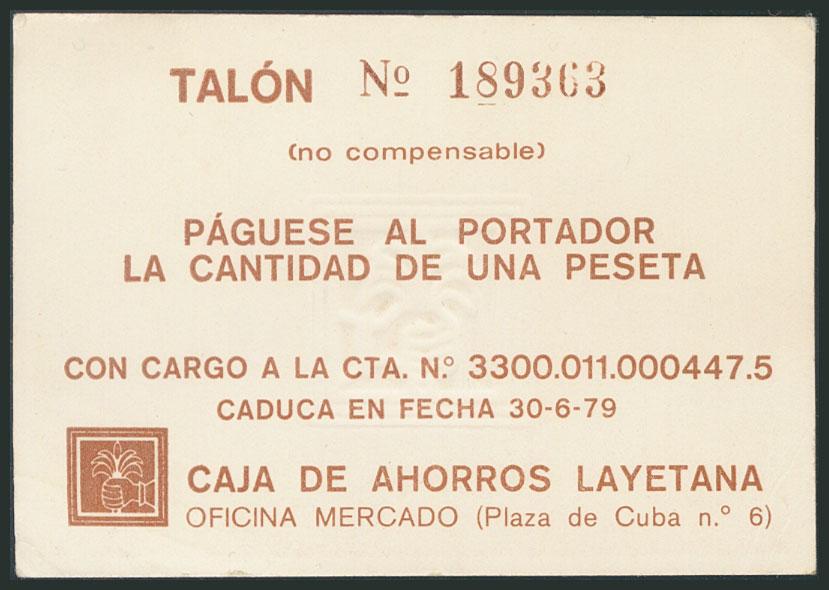 TALÓN Nº 189363
(no compensable)
PÁGUESE AL PORTADOR
LA CANTIDAD DE UNA PESETA
CON CARGO A LA CTA. N.º 3300.011.000447.5
CADUCA EN FECHA 30-6-79
CAJA DE AHORROS LAYETANA
OFICINA MERCADO (Plaza de Cuba n.º 6)